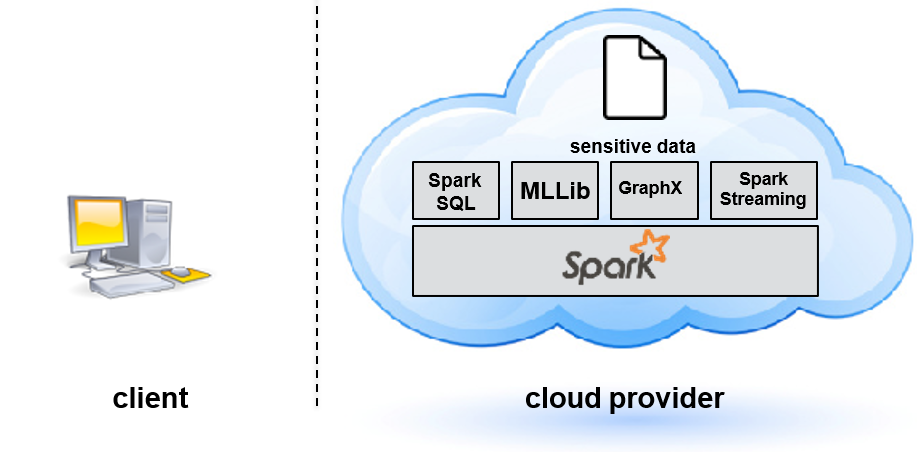 sensitive data
Spark
SQL
MLLib
GraphX
Spark
Streaming
Spark
client
cloud provider